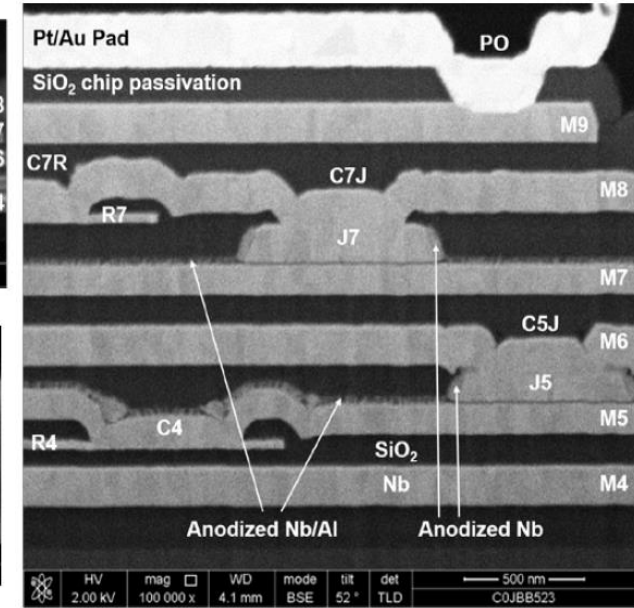 Pt/Au Pad
PO
SiO2 chip passivation
M9
C7R
C7J
M8
R7
J7
M7
C5J
M6
J5
C4
M5
R4
SiO2
Nb
M4
Anodized Nb/Al
Anodized Nb
HV
mag
WD
mode
tilt
det
500 nm
2.00 kV
100 000 x
4.1 mm
BSE
52 °
TLD
C0JBB523